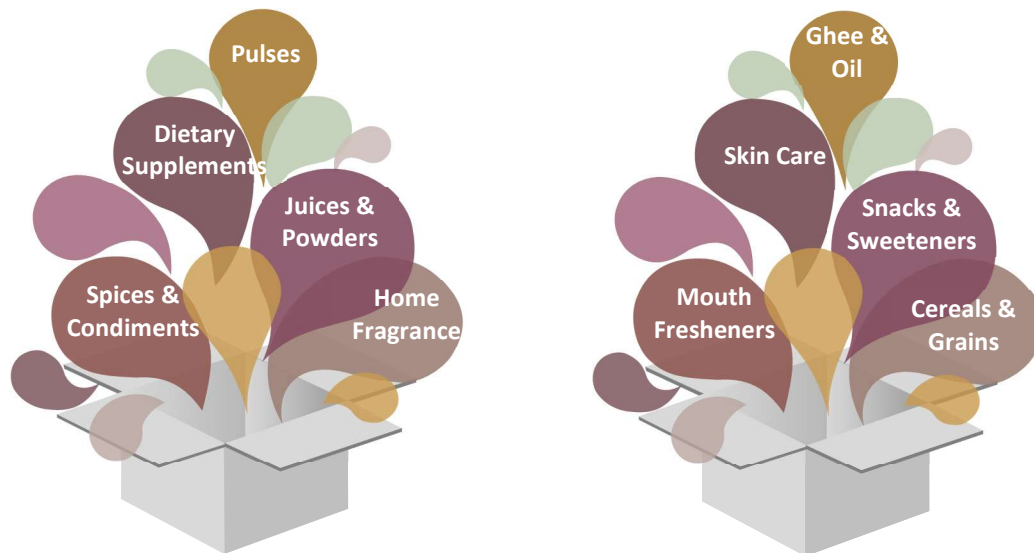 Pulses
Dietary
Supplements
Juices &
Powders
Spices &
Condiments
Home
Fragrance
Ghee &
Oil
Skin Care
Snacks &
Sweeteners
Mouth
Fresheners
Cereals &
Grains